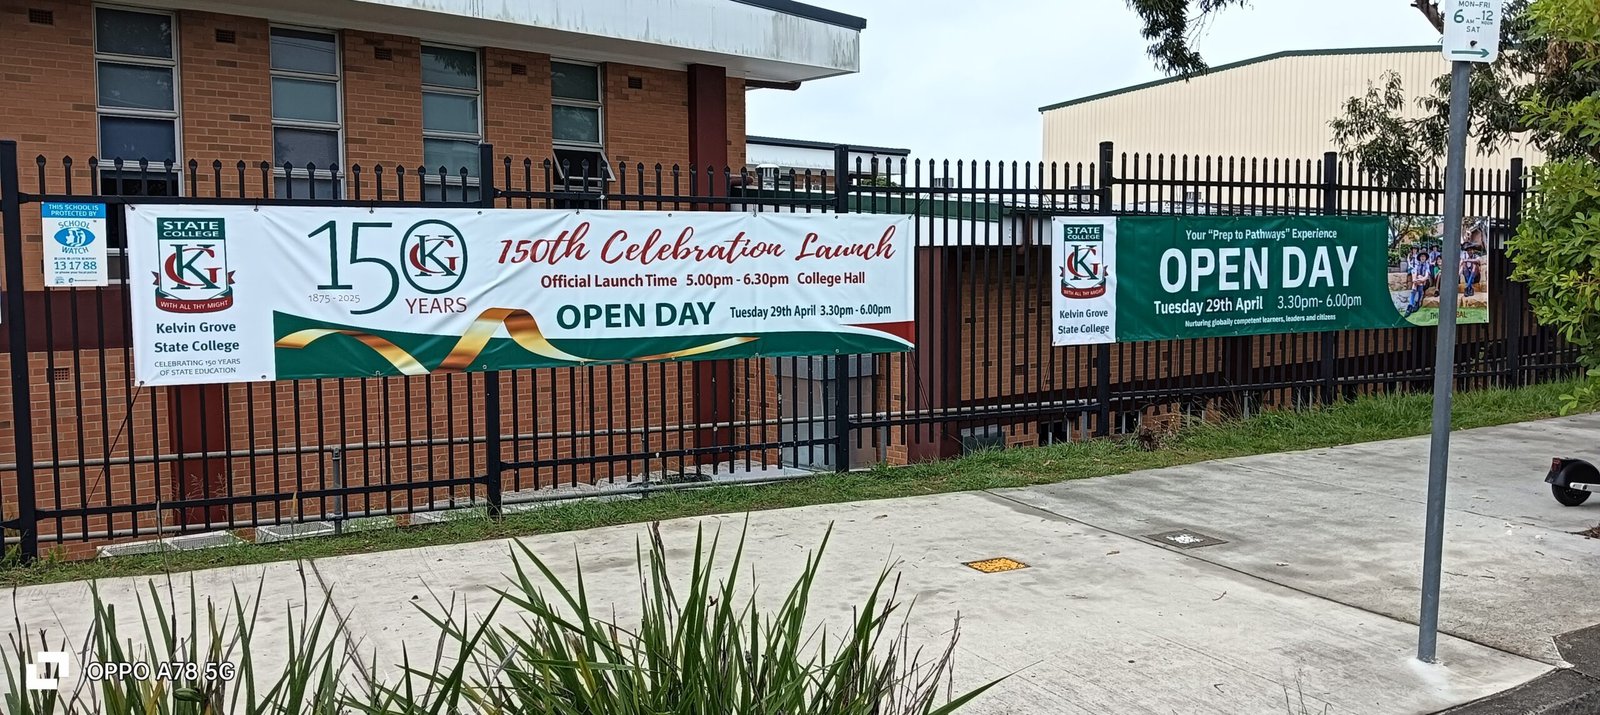 THIS SCHOOL IS
PROTECTED BY
SCHOOL
WATCH
13 17 88
STATE
COLLEGE
KG
WITH ALL THY MIGHT
Kelvin Grove
State College
CELEBRATING 150 YEARS
OF STATE EDUCATION
150
KG
1875 - 2025
YEARS
150th Celebration Launch
Official Launch Time 5.00pm - 6.30pm College Hall
OPEN DAY Tuesday 29th April 3.30pm - 6.00pm
STATE
COLLEGE
KG
WITH ALL THY MIGHT
Kelvin Grove
State College
Your "Prep to Pathways" Experience
OPEN DAY
Tuesday 29th April 3.30pm- 6.00pm
Nurturing globally competent learners, leaders and citizens
MON-FRI
6 AM -12 NOON
SAT
OPPO A78 5G